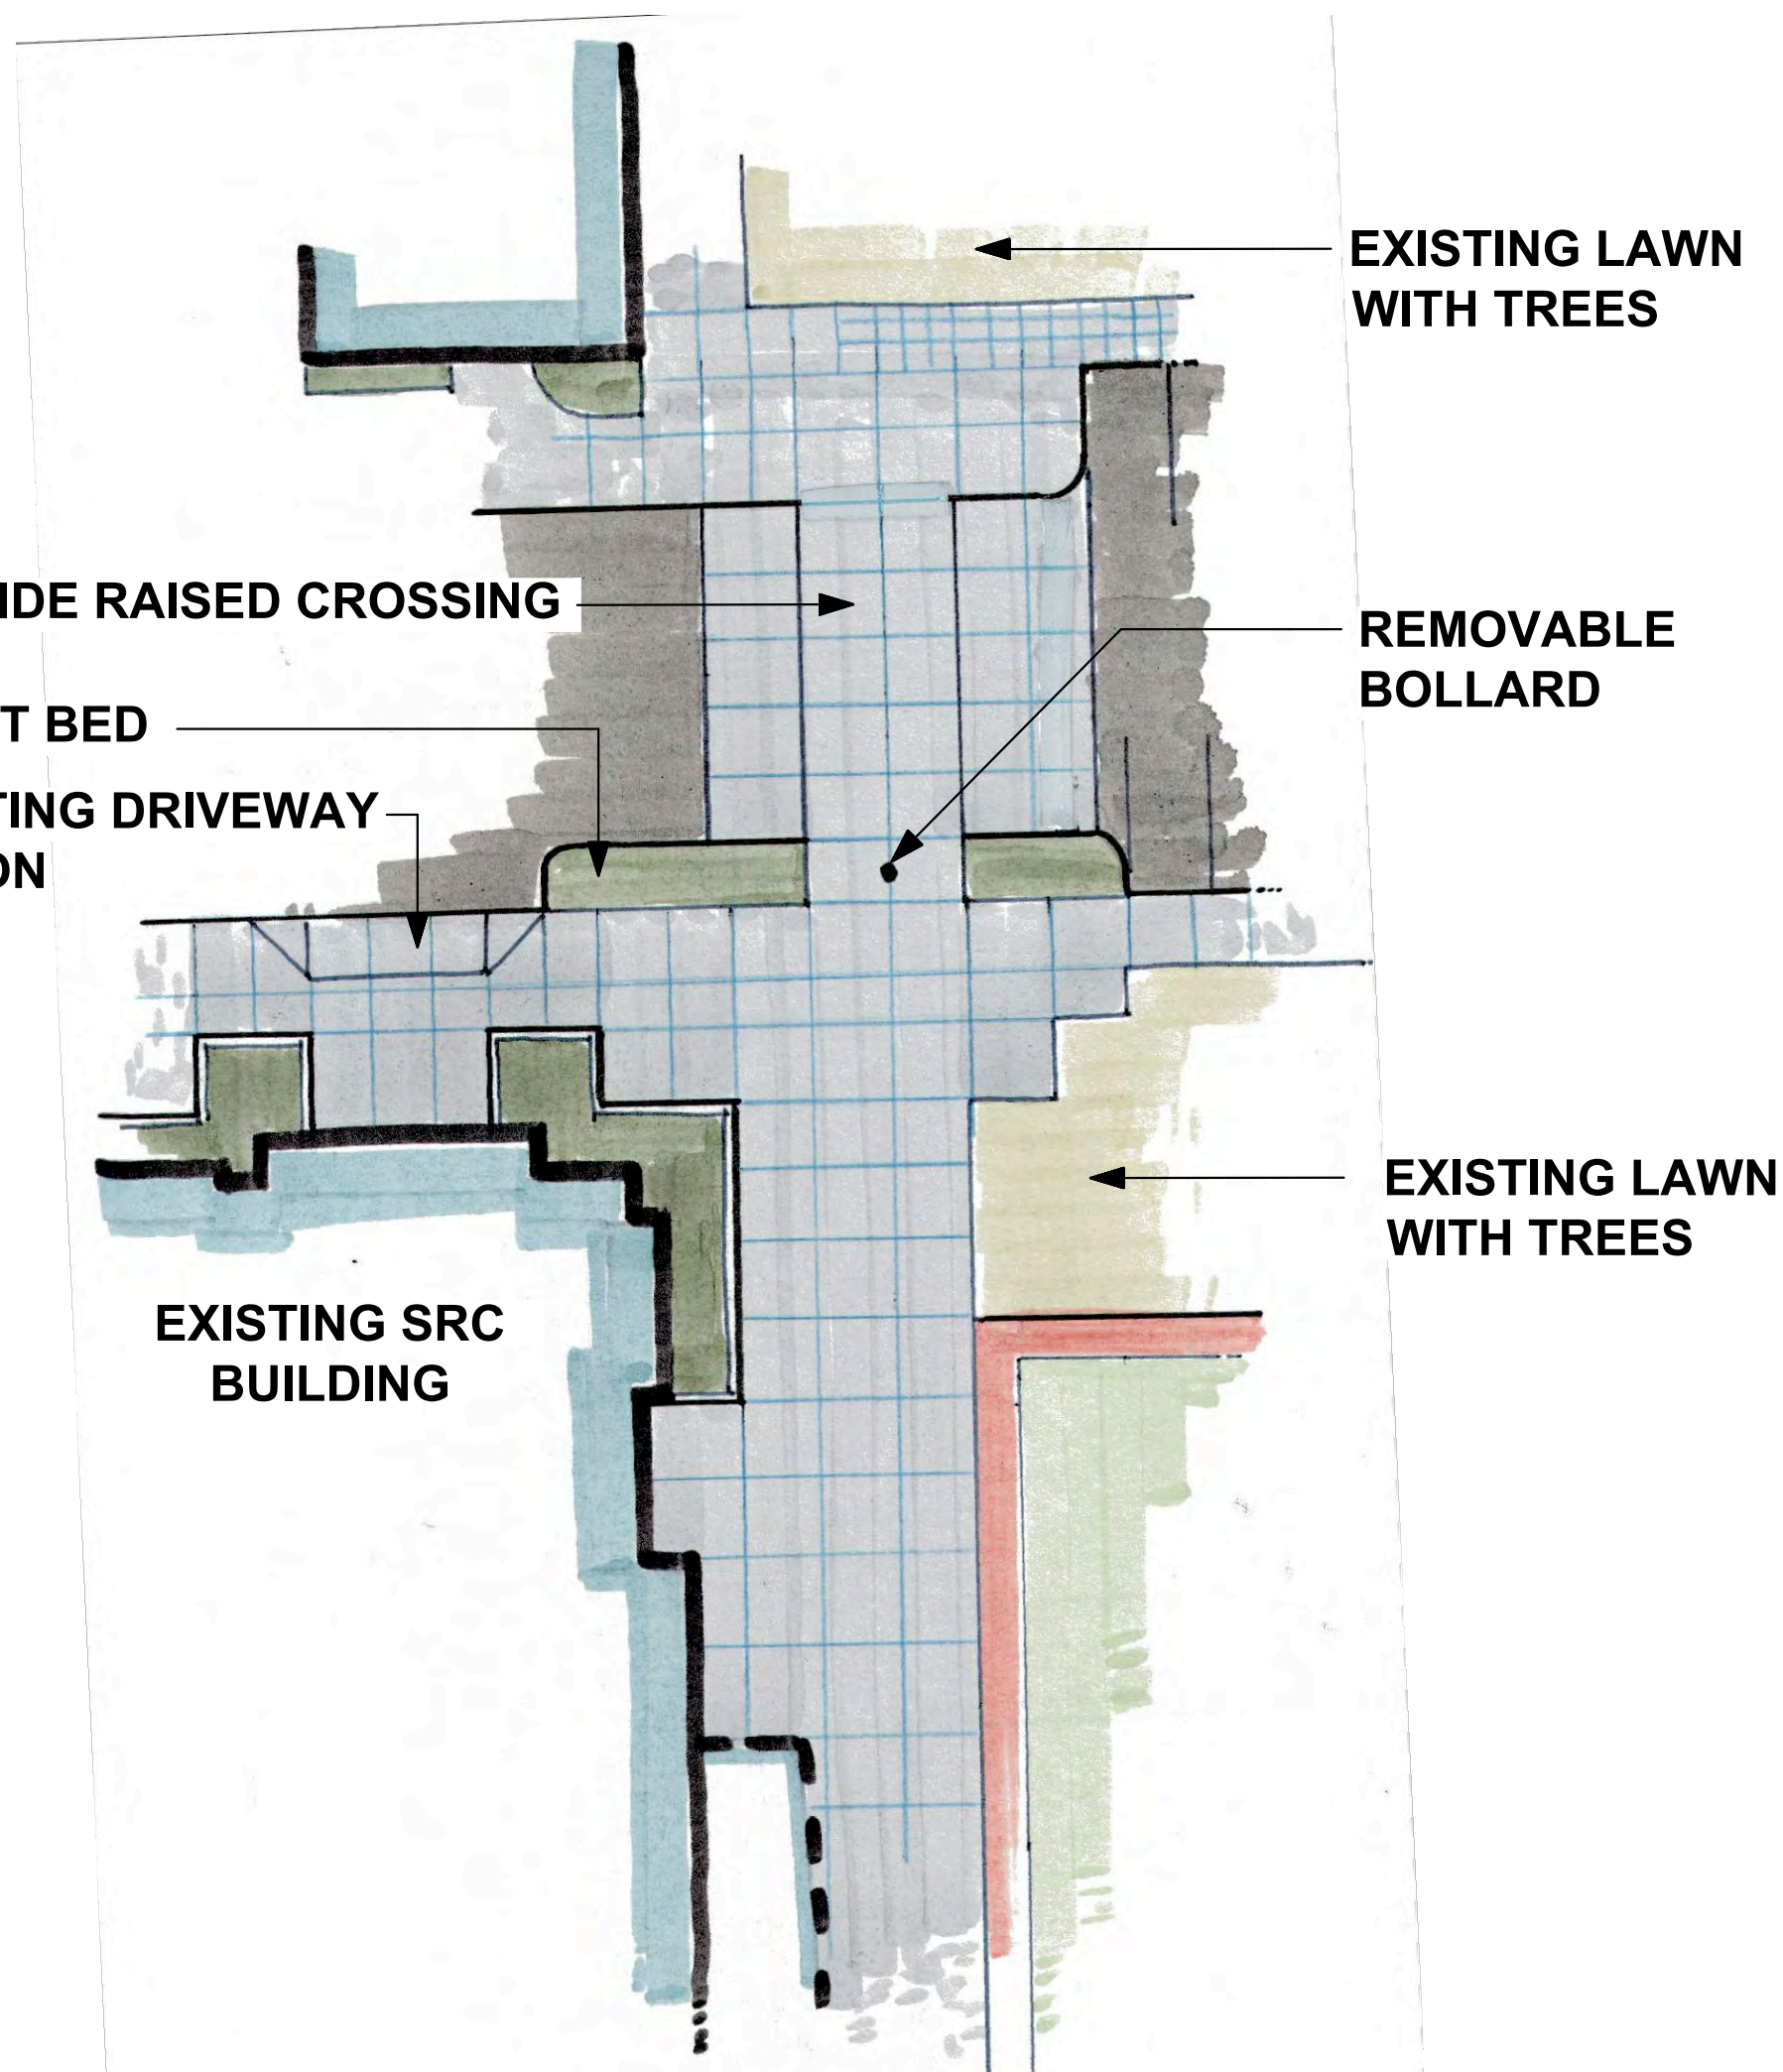 EXISTING LAWN
WITH TREES
IDE RAISED CROSSING
REMOVABLE
BOLLARD
T BED
TING DRIVEWAY
ON
EXISTING LAWN
WITH TREES
EXISTING SRC
BUILDING